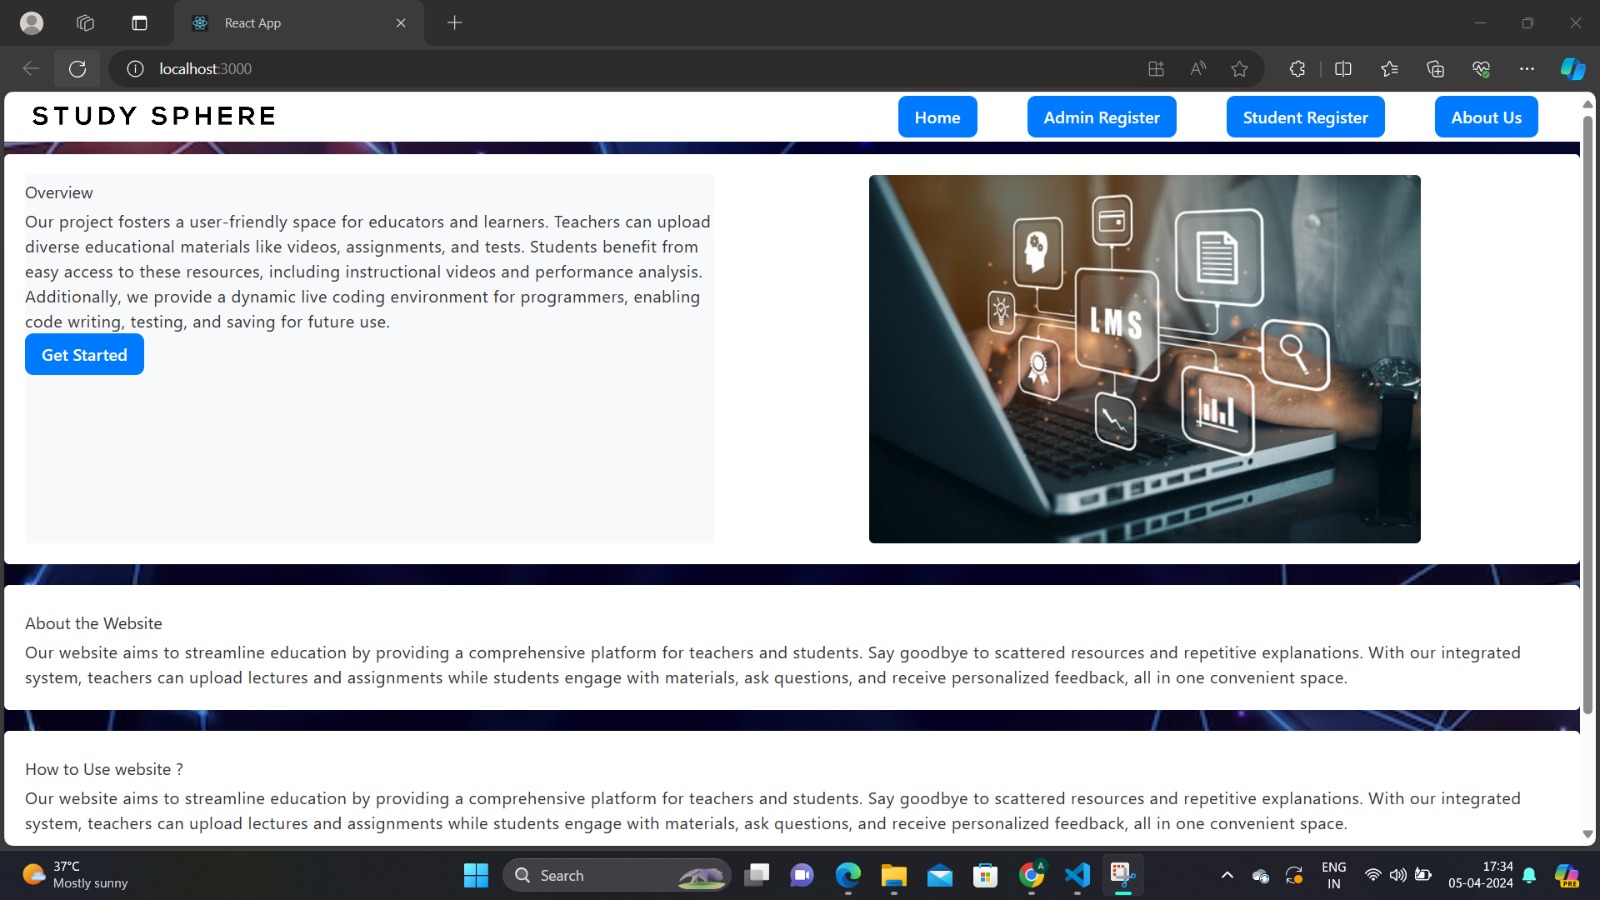 React App
localhost:3000
STUDY SPHERE
Home
Admin Register
Student Register
About Us
Overview
Our project fosters a user-friendly space for educators and learners. Teachers can upload
diverse educational materials like videos, assignments, and tests. Students benefit from
easy access to these resources, including instructional videos and performance analysis.
Additionally, we provide a dynamic live coding environment for programmers, enabling
code writing, testing, and saving for future use.
Get Started
LMS
About the Website
Our website aims to streamline education by providing a comprehensive platform for teachers and students. Say goodbye to scattered resources and repetitive explanations. With our integrated
system, teachers can upload lectures and assignments while students engage with materials, ask questions, and receive personalized feedback, all in one convenient space.
How to Use website ?
Our website aims to streamline education by providing a comprehensive platform for teachers and students. Say goodbye to scattered resources and repetitive explanations. With our integrated
system, teachers can upload lectures and assignments while students engage with materials, ask questions, and receive personalized feedback, all in one convenient space.
37°C
Mostly sunny
Search
A
ENG
IN
17:34
05-04-2024
PRE